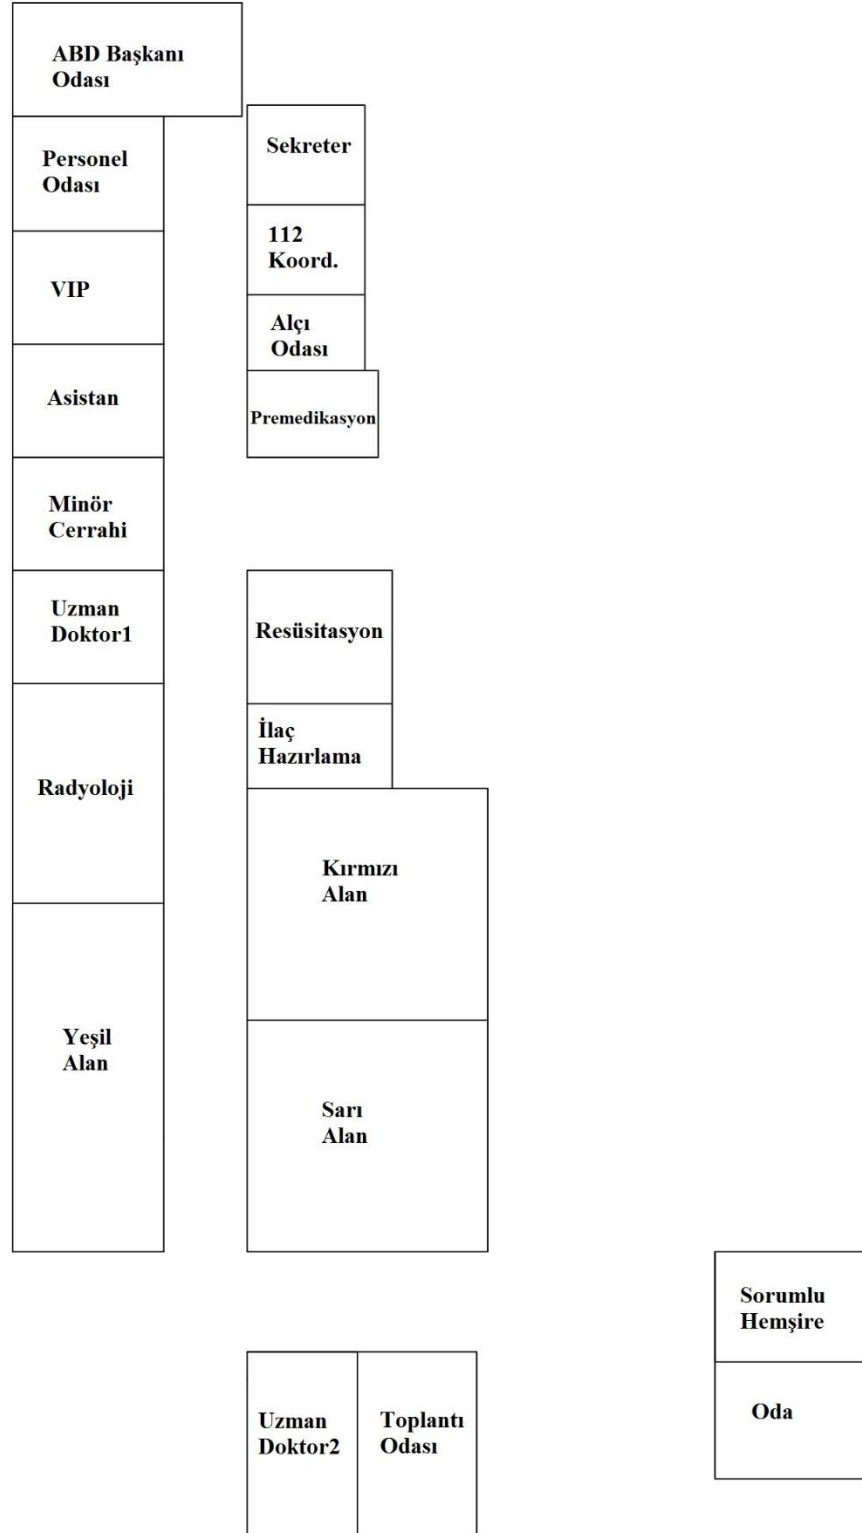 ABD Başkanı
Odası
Personel
Odası
VIP
Asistan
Minör
Cerrahi
Uzman
Doktor1
Radyoloji
Yeşil
Alan
Sekreter
112
Koord.
Alçı
Odası
Premedikasyon
Resüsitasyon
İlaç
Hazırlama
Kırmızı
Alan
Sarı
Alan
Uzman
Doktor2
Toplantı
Odası
Sorumlu
Hemşire
Oda